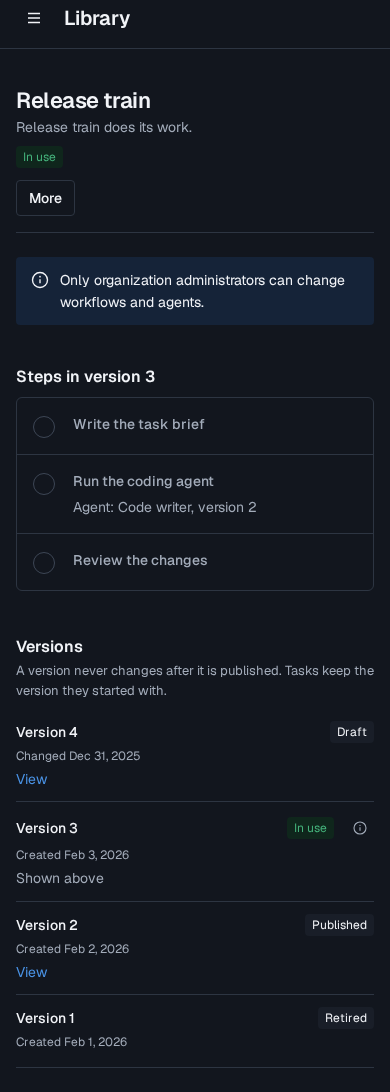 Library
Release train
Release train does its work.
In use
More
Only organization administrators can change
workflows and agents.
Steps in version 3
Write the task brief
Run the coding agent
Agent: Code writer, version 2
Review the changes
Versions
A version never changes after it is published. Tasks keep the
version they started with.
Version 4
Draft
Changed Dec 31, 2025
View
Version 3
In use
Created Feb 3, 2026
Shown above
Version 2
Published
Created Feb 2, 2026
View
Version 1
Retired
Created Feb 1, 2026